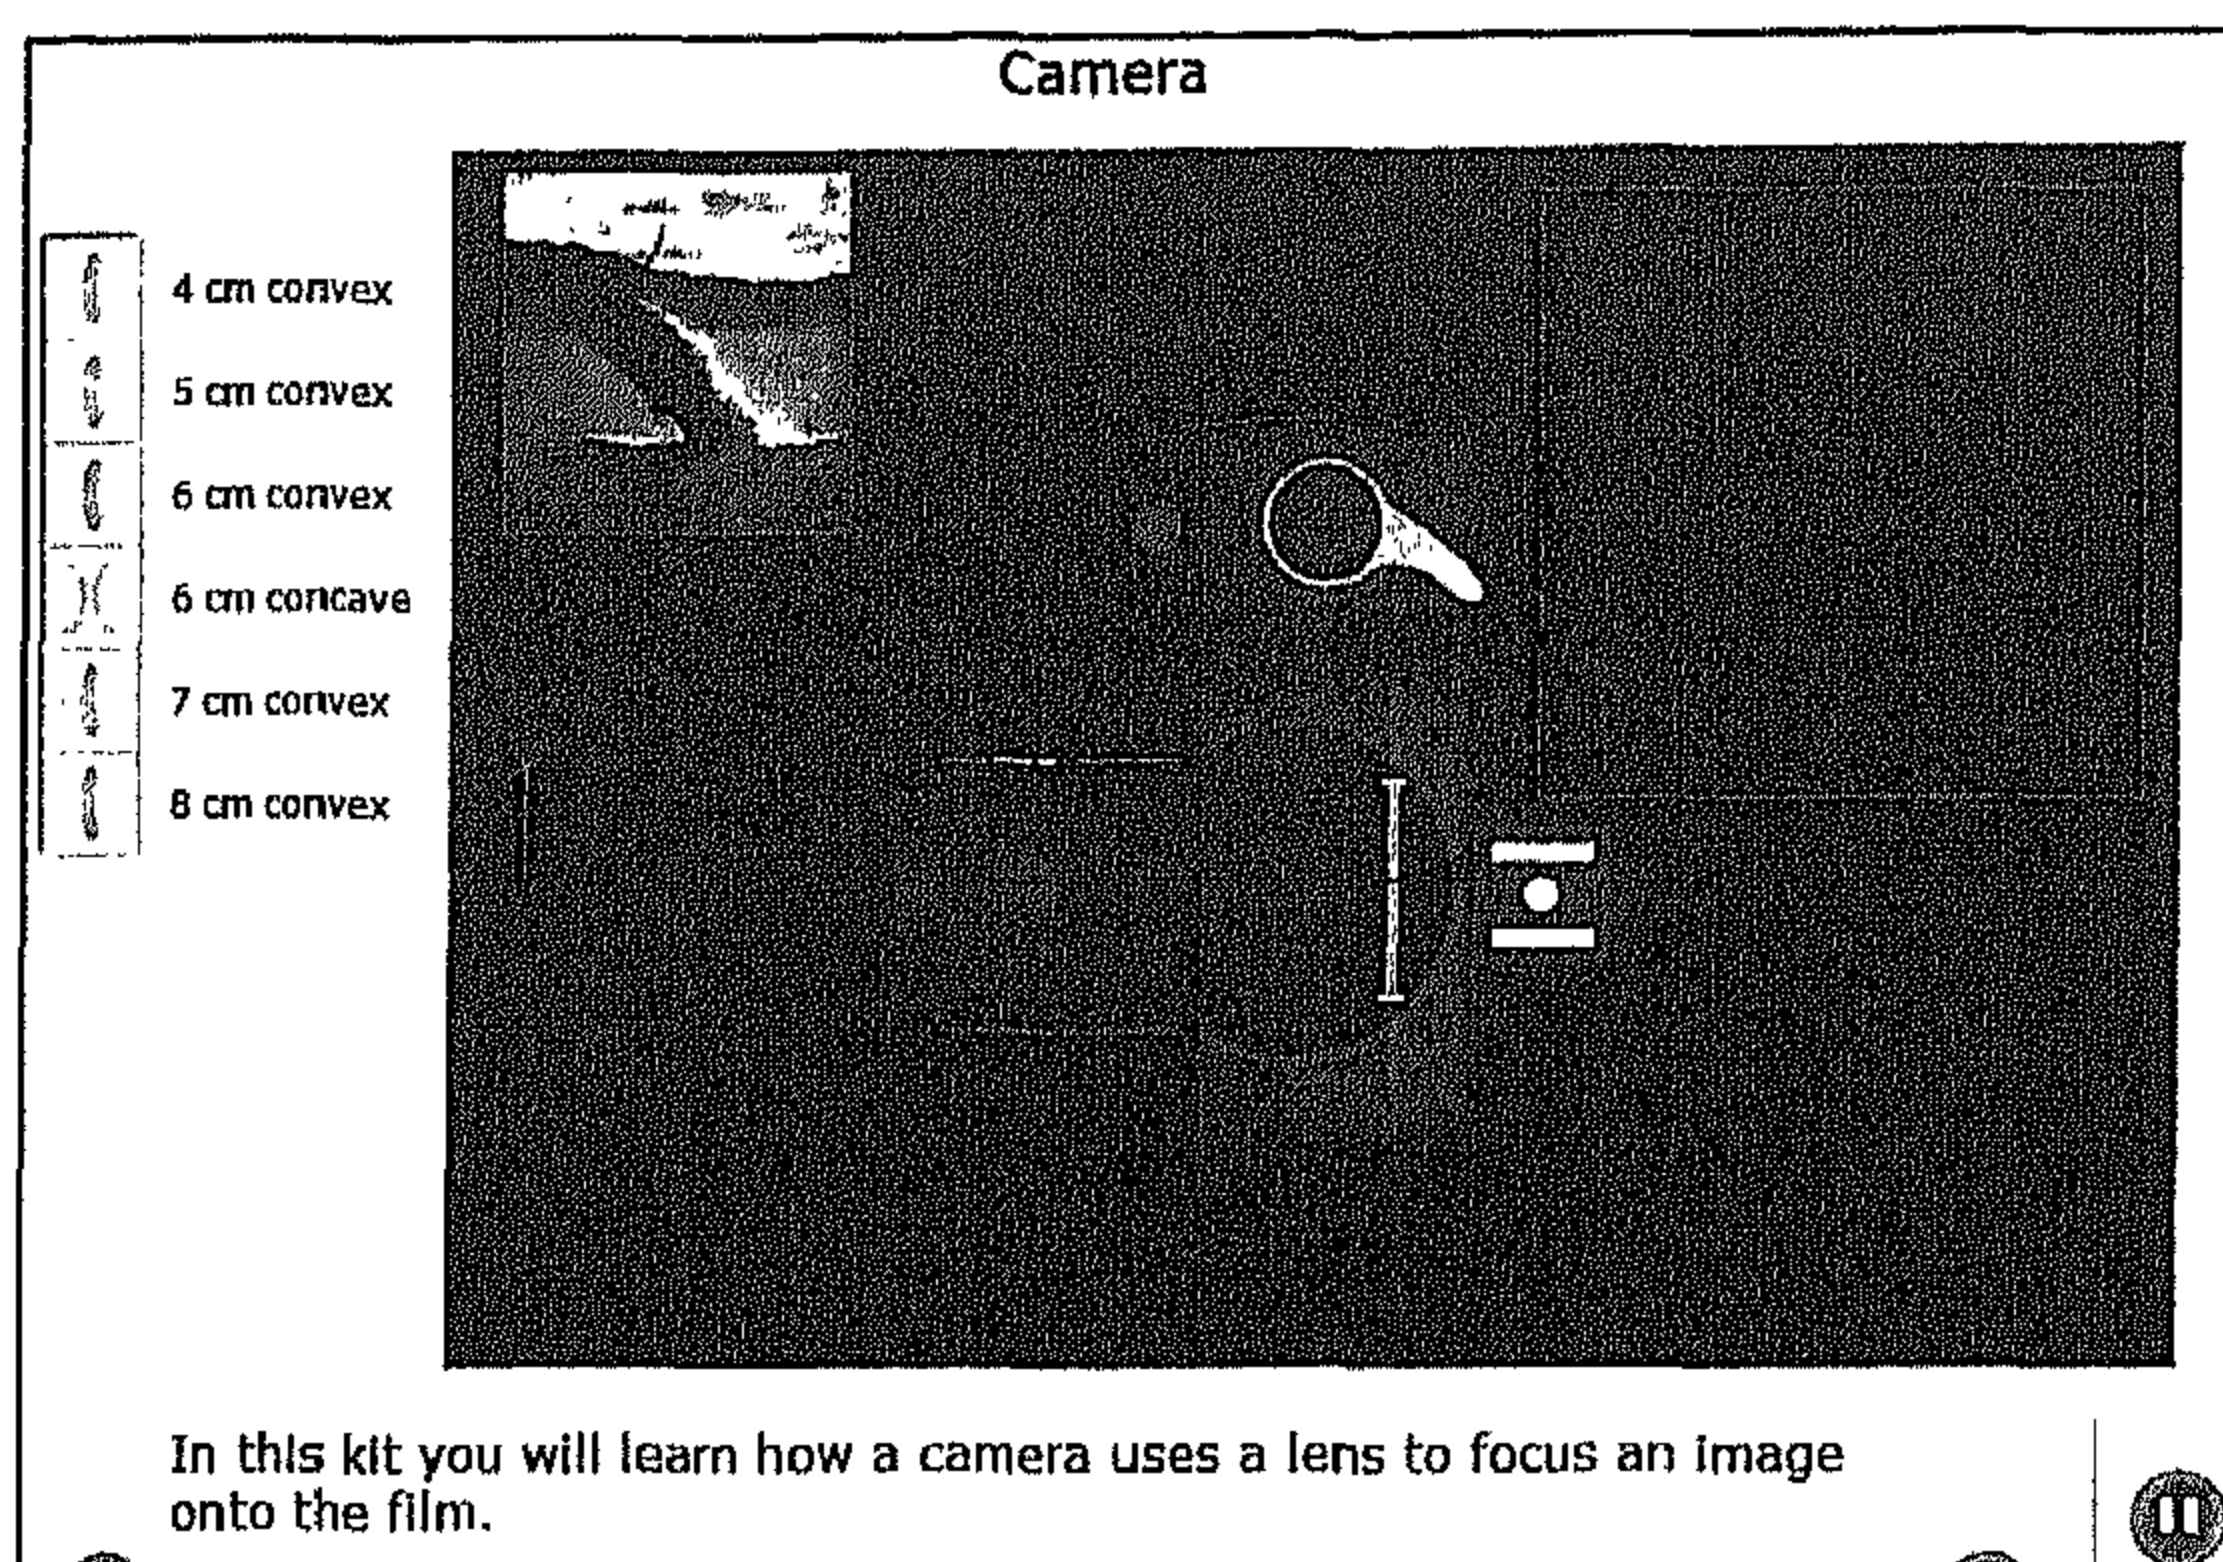 Camera
4 cm convex
5 cm convex
6 cm convex
6 cm concave
7 cm convex
8 cm convex
In this kit you will learn how a camera uses a lens to focus an image
onto the film.